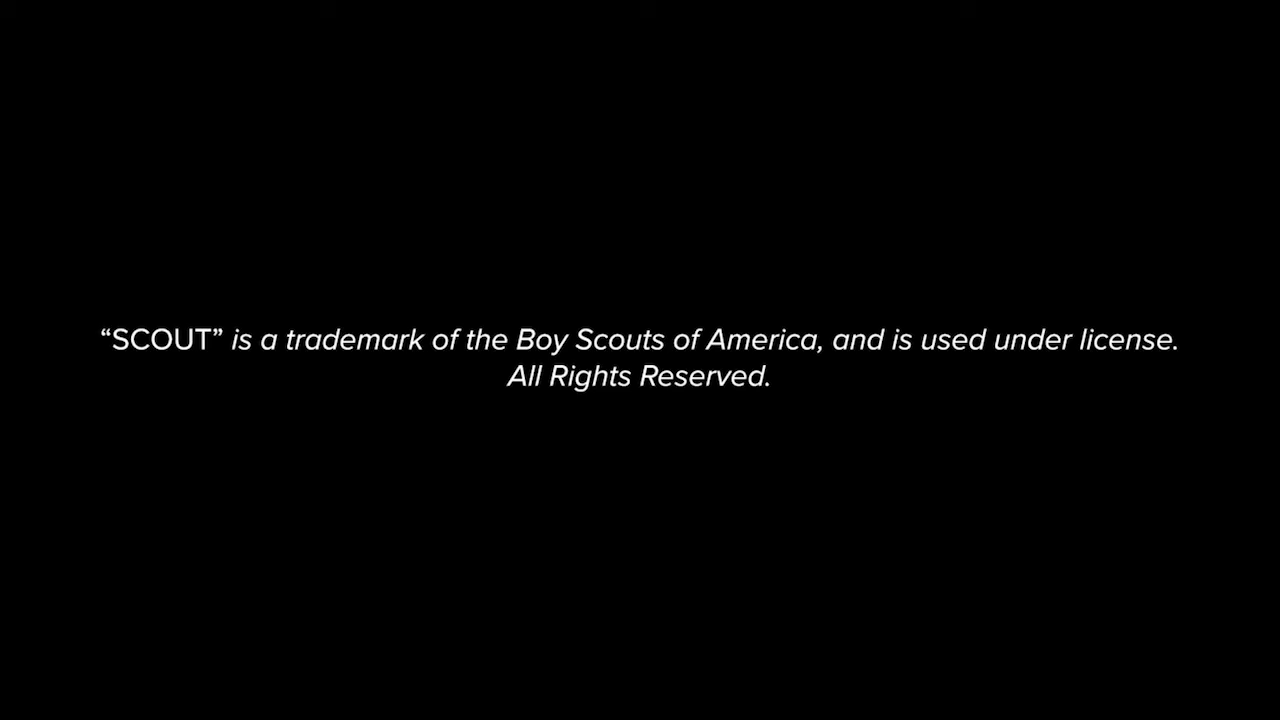 “SCOUT” is a trademark of the Boy Scouts of America, and is used under license.
All Rights Reserved.